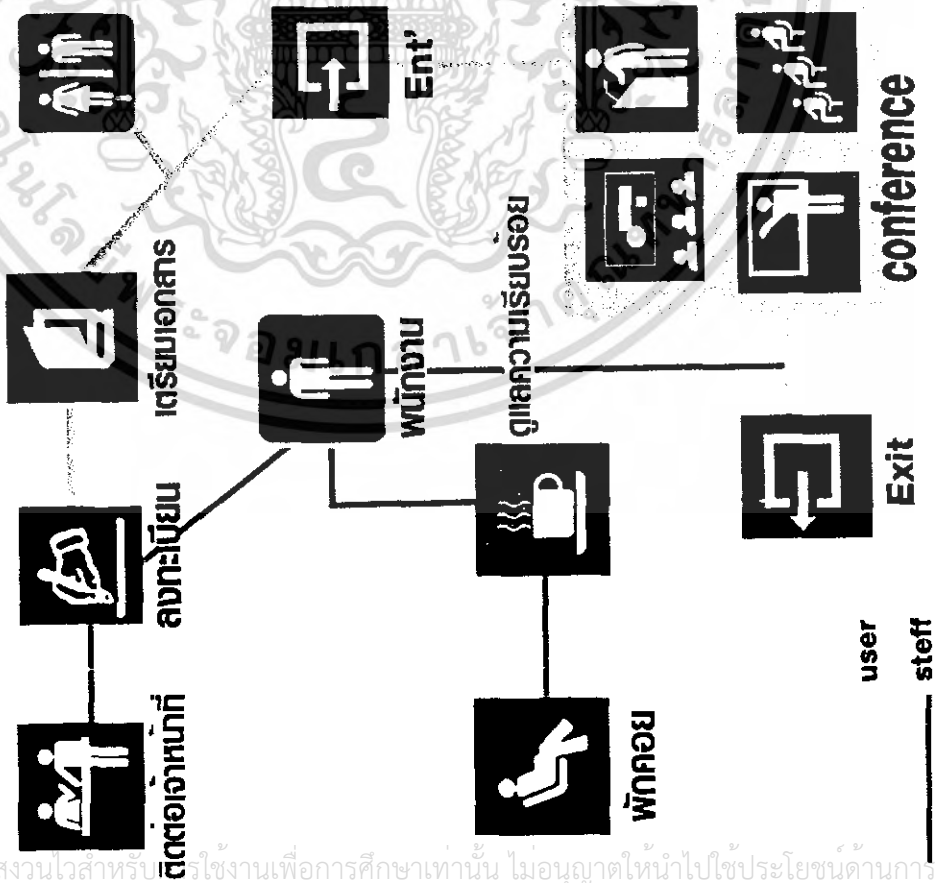 ติดต่อเจ้าหน้าที่
ลงทะเบียน
เตรียมเอกสาร
Ent'
พนักงาน
ดูแลความเรียบร้อย
พักคอย
Exit
conference
user
steff
สงวนไว้สำหรับการใช้งานเพื่อการศึกษาเท่านั้น ไม่อนุญาตให้นำไปใช้ประโยชน์ด้านการ